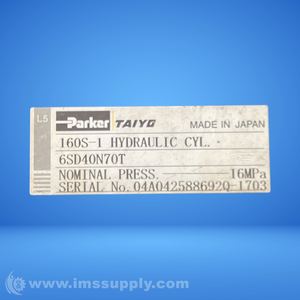 L5
Parker TAIYO MADE IN JAPAN
160S-1 HYDRAULIC CYL.
6SD40N70T
NOMINAL PRESS. 16MPa
SERIAL No. 04A042588692Q-1703
www.imssupply.com